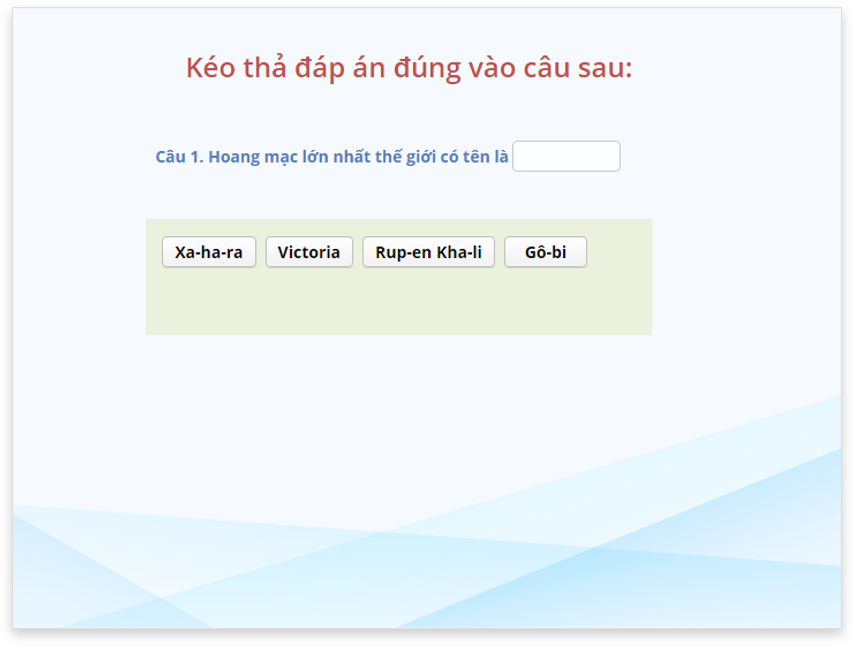 Kéo thả đáp án đúng vào câu sau:
Câu 1. Hoang mạc lớn nhất thế giới có tên là
Xa-ha-ra Victoria Rup-en Kha-li Gô-bi